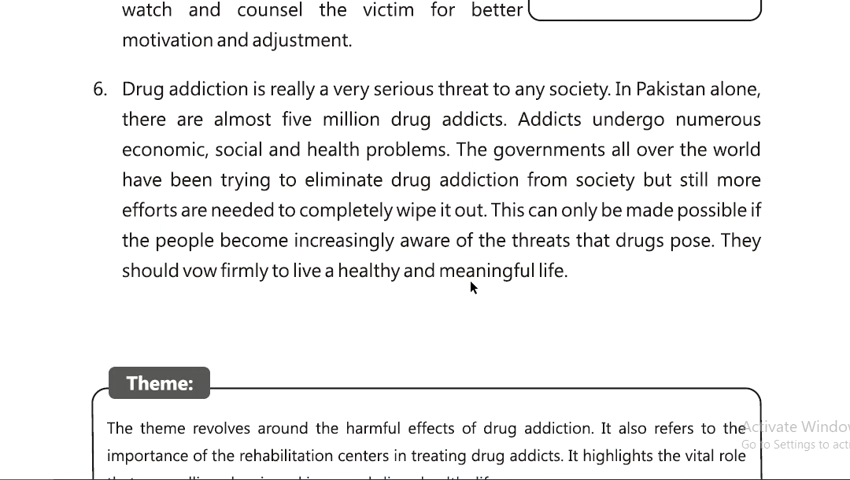 watch and counsel the victim for better
motivation and adjustment.
6. Drug addiction is really a very serious threat to any society. In Pakistan alone,
there are almost five million drug addicts. Addicts undergo numerous
economic, social and health problems. The governments all over the world
have been trying to eliminate drug addiction from society but still more
efforts are needed to completely wipe it out. This can only be made possible if
the people become increasingly aware of the threats that drugs pose. They
should vow firmly to live a healthy and meaningful life.
Theme:
The theme revolves around the harmful effects of drug addiction. It also refers to the
importance of the rehabilitation centers in treating drug addicts. It highlights the vital role
Activate Windo
Go to Settings to acti